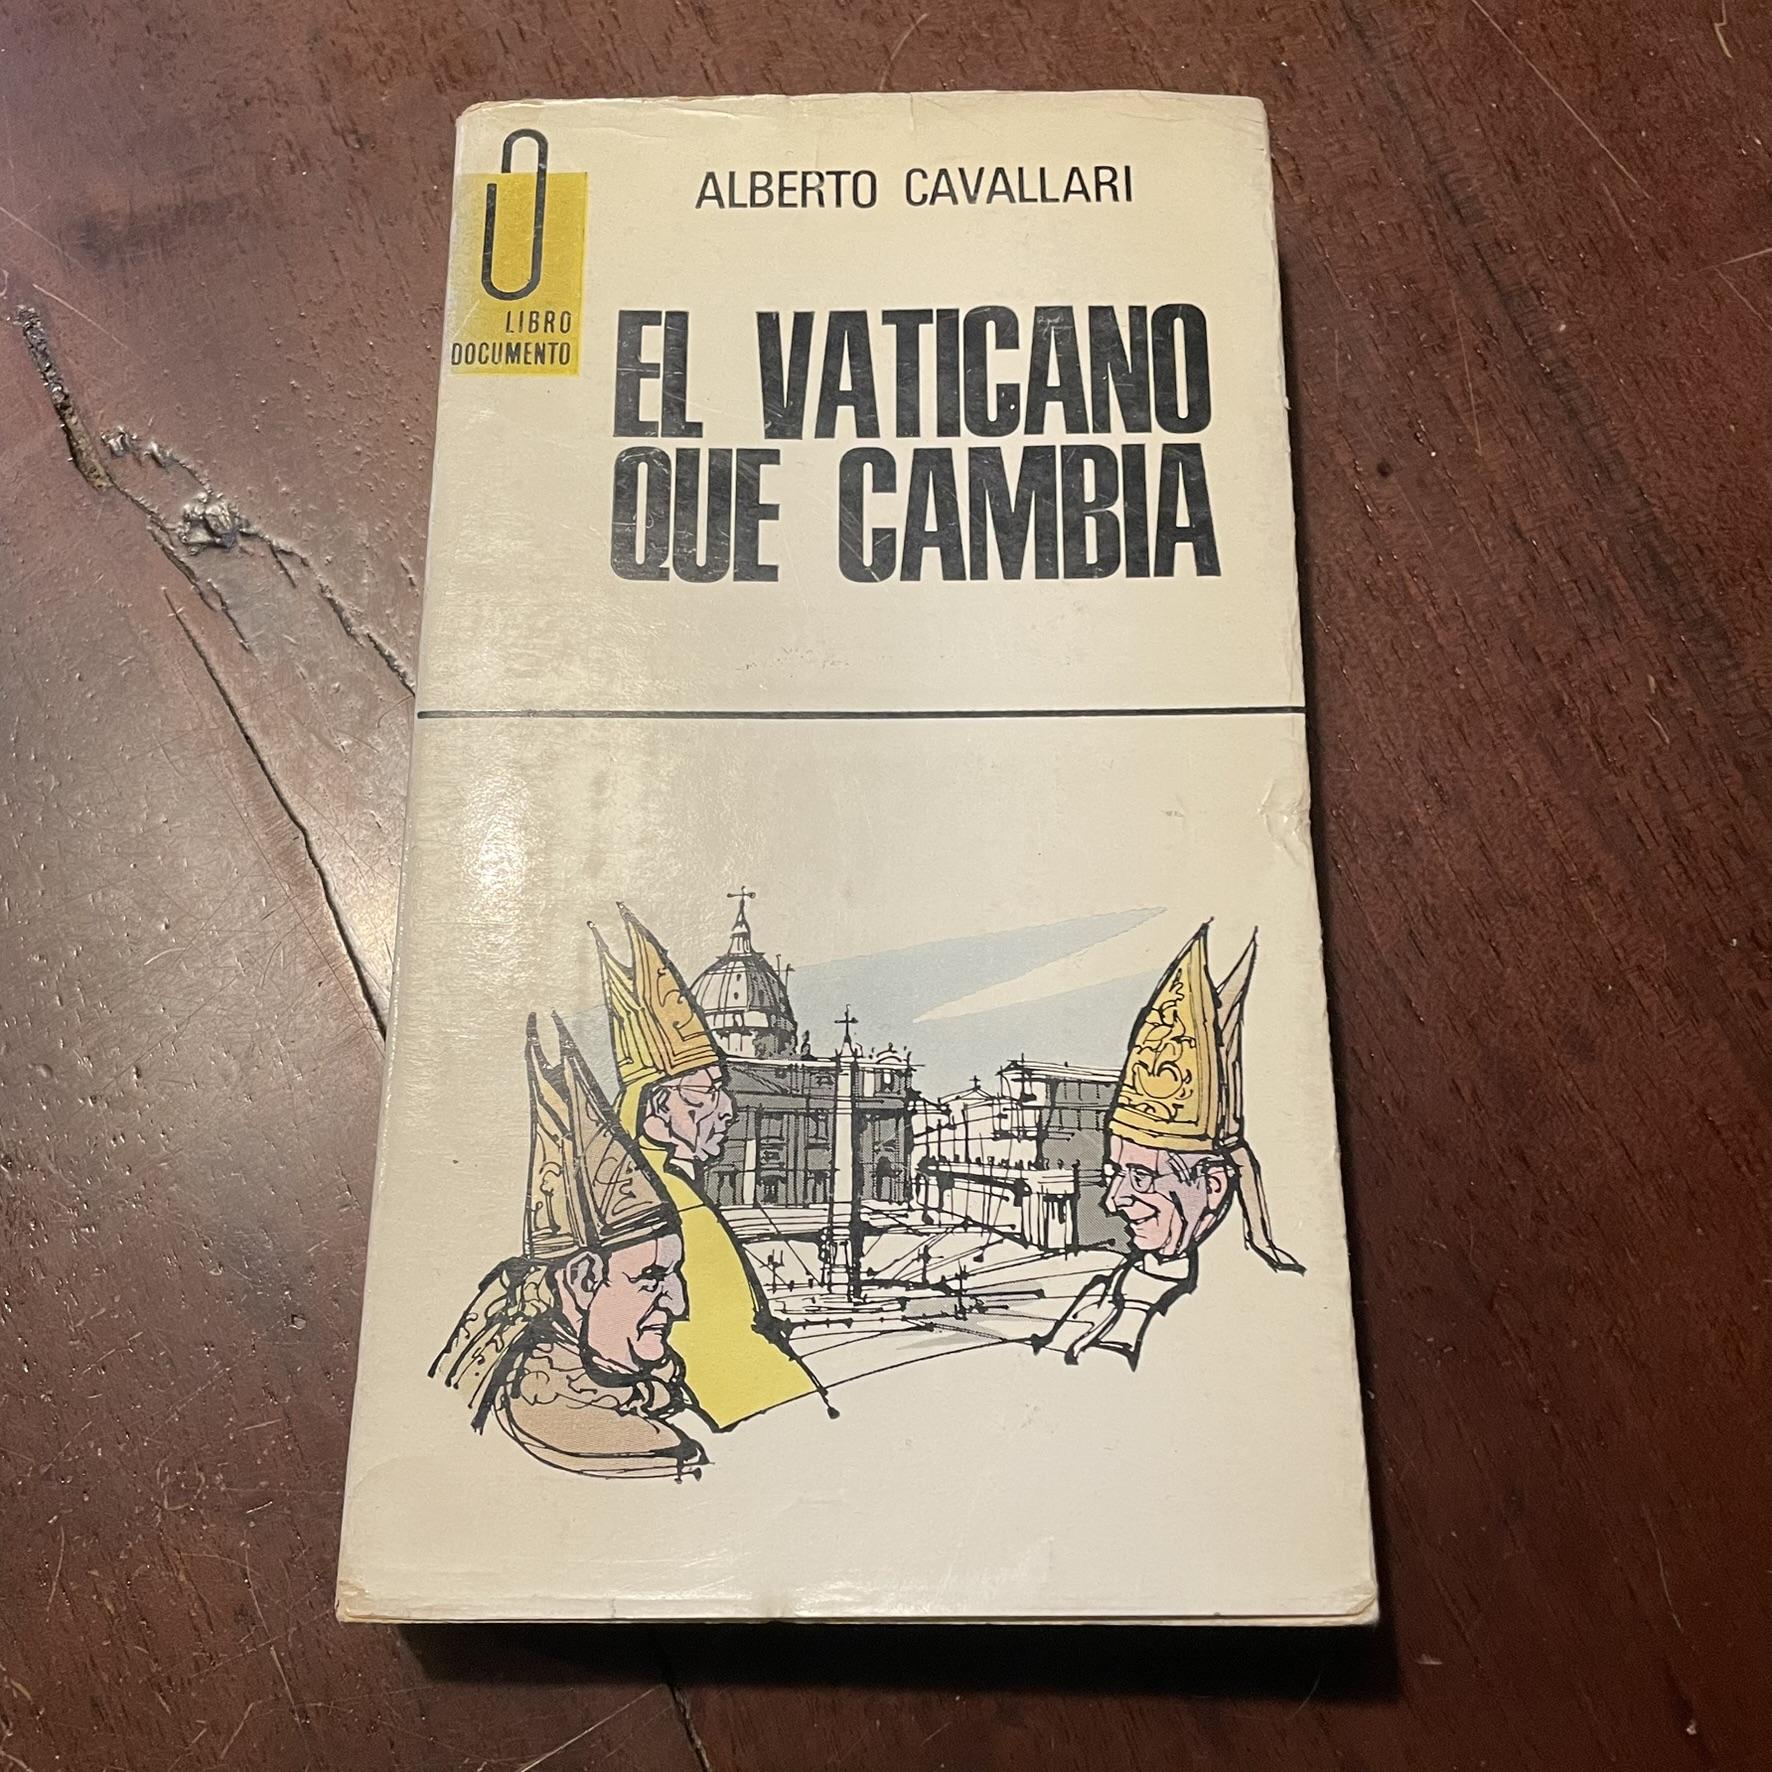 ALBERTO CAVALLARI
LIBRO
DOCUMENTO
EL VATICANO
QUE CAMBIA